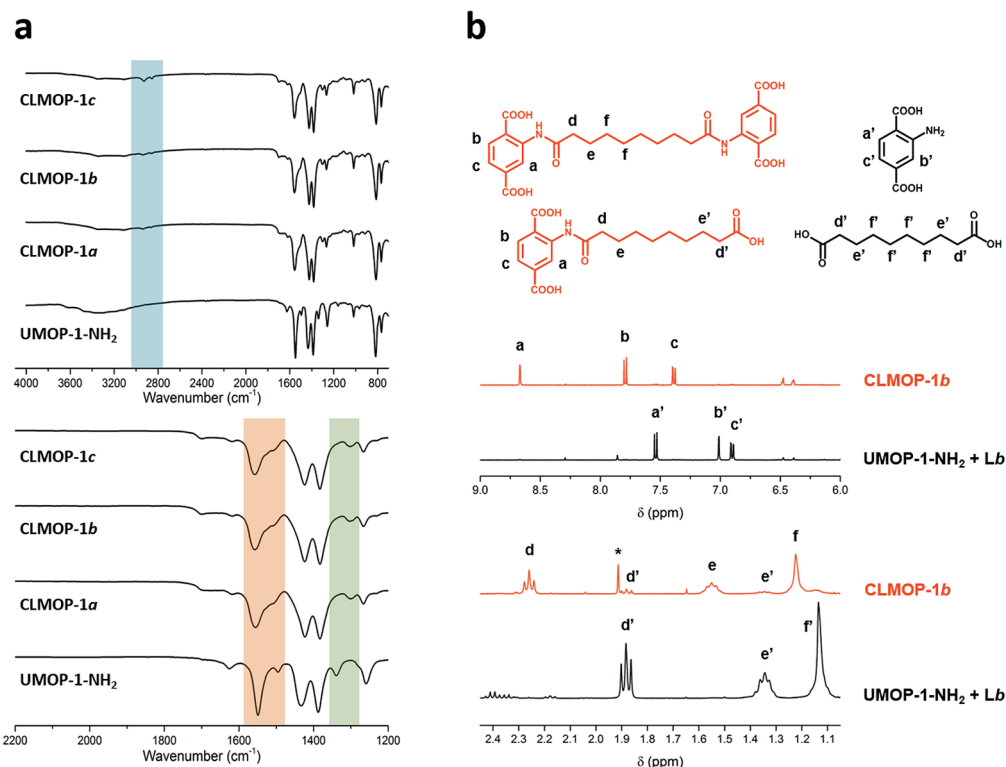 a
CLMOP-1c
CLMOP-1b
CLMOP-1a
UMOP-1-NH2
4000 3600 3200 2800 2400 2000 1600 1200 800
Wavenumber (cm-1)
CLMOP-1c
CLMOP-1b
CLMOP-1a
UMOP-1-NH2
2200 2000 1800 1600 1400 1200
Wavenumber (cm-1)
b
COOH COOH COOH
d f O a' NH2
b H N
c e f N H c' b'
a O
COOH COOH COOH
COOH
b H N d e' O d' f' f' e' O
c e d' OH HO OH
a O O e' f' f' d'
COOH
a b c
CLMOP-1b
a' b' c'
UMOP-1-NH2 + Lb
9.0 8.5 8.0 7.5 7.0 6.5 6.0
δ (ppm)
d * d' e e' f
CLMOP-1b
d' e' f'
UMOP-1-NH2 + Lb
2.4 2.3 2.2 2.1 2.0 1.9 1.8 1.7 1.6 1.5 1.4 1.3 1.2 1.1
δ (ppm)